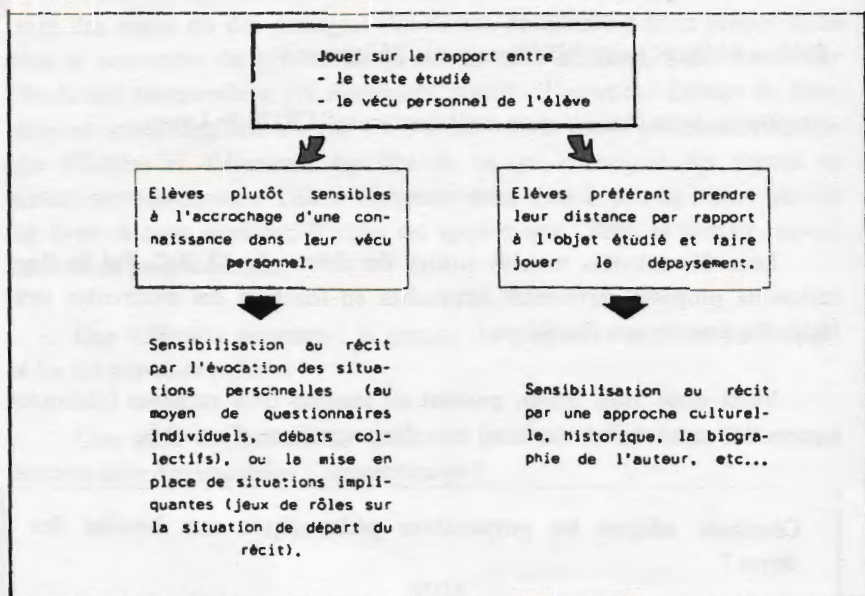 Jouer sur le rapport entre :
- le texte étudié
- le vécu personnel de l'élève
Elèves plutôt sensibles
à l'accrochage d'une con-
naissance dans leur vécu
personnel.
Elèves préférant prendre
leur distance par rapport
à l'objet étudié et faire
jouer le dépaysement.
Sensibilisation au récit
par l'évocation des situa-
tions personnelles (au
moyen de questionnaires
individuels, débats col-
lectifs), ou la mise en
place de situations impli-
quantes (jeux de rôles sur
la situation de départ du
récit).
Sensibilisation au récit
par une approche culturel-
le, historique, la biogra-
phie de l'auteur, etc...